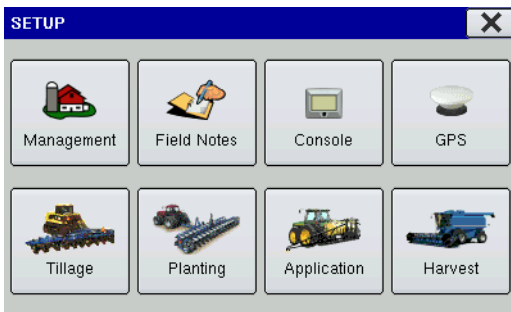 SETUP
Management
Field Notes
Console
GPS
Tillage
Planting
Application
Harvest